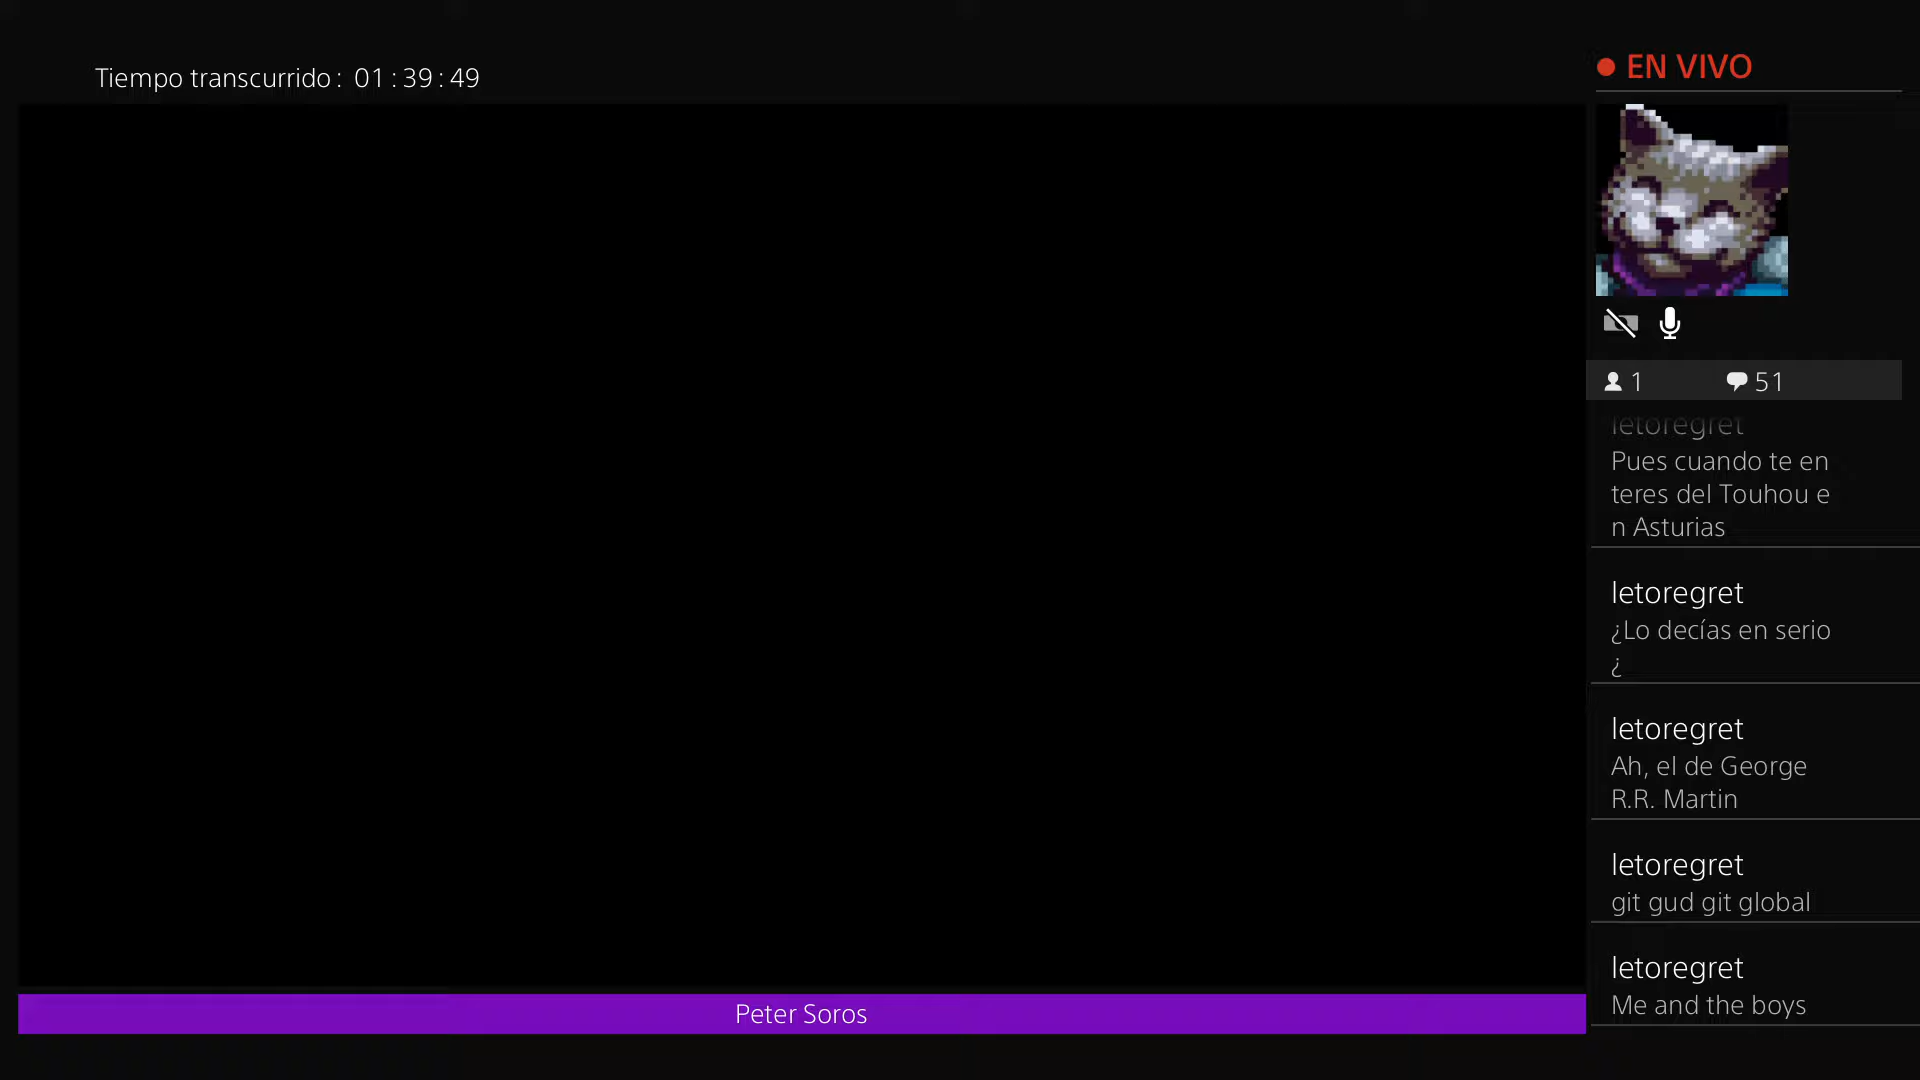 Tiempo transcurrido: 01:39:49
EN VIVO
1
51
letoregret
Pues cuando te en
teres del Touhou e
n Asturias
letoregret
¿Lo decías en serio
¿
letoregret
Ah, el de George
R.R. Martin
letoregret
git gud git global
letoregret
Me and the boys
Peter Soros